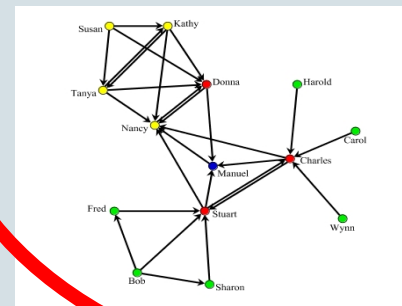 Susan
Kathy
Tanya
Donna
Harold
Nancy
Carol
Charles
Manuel
Fred
Stuart
Wynn
Bob
Sharon